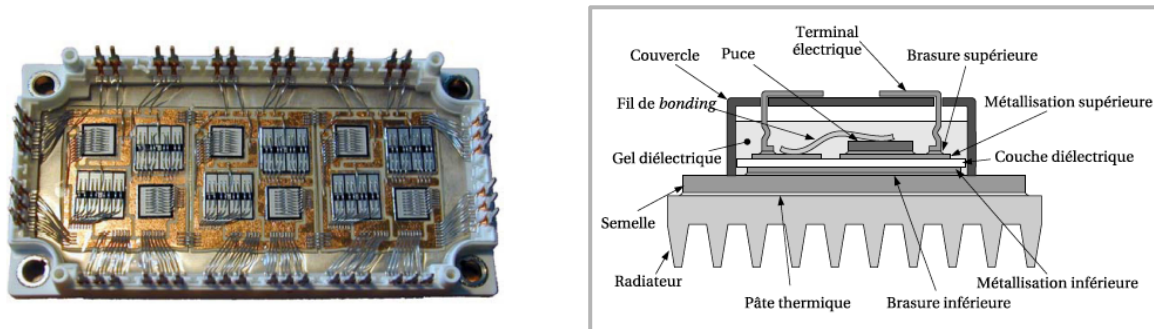 Terminal
électrique
Couvercle
Puce
Brasure supérieure
Fil de bonding
Métallisation supérieure
Gel diélectrique
Couche diélectrique
Semelle
Radiateur
Pâte thermique
Brasure inférieure
Métallisation inférieure